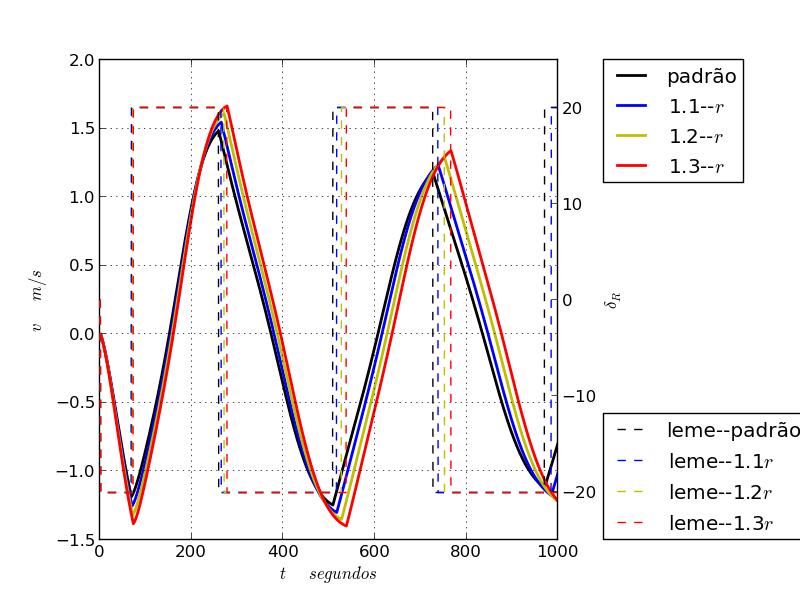 2.0
1.5
1.0
0.5
0.0
−0.5
−1.0
−1.5
v m/s
0
200
400
600
800
1000
t segundos
20
10
0
−10
−20
δR
padrão
1.1--r
1.2--r
1.3--r
leme--padrão
leme--1.1r
leme--1.2r
leme--1.3r